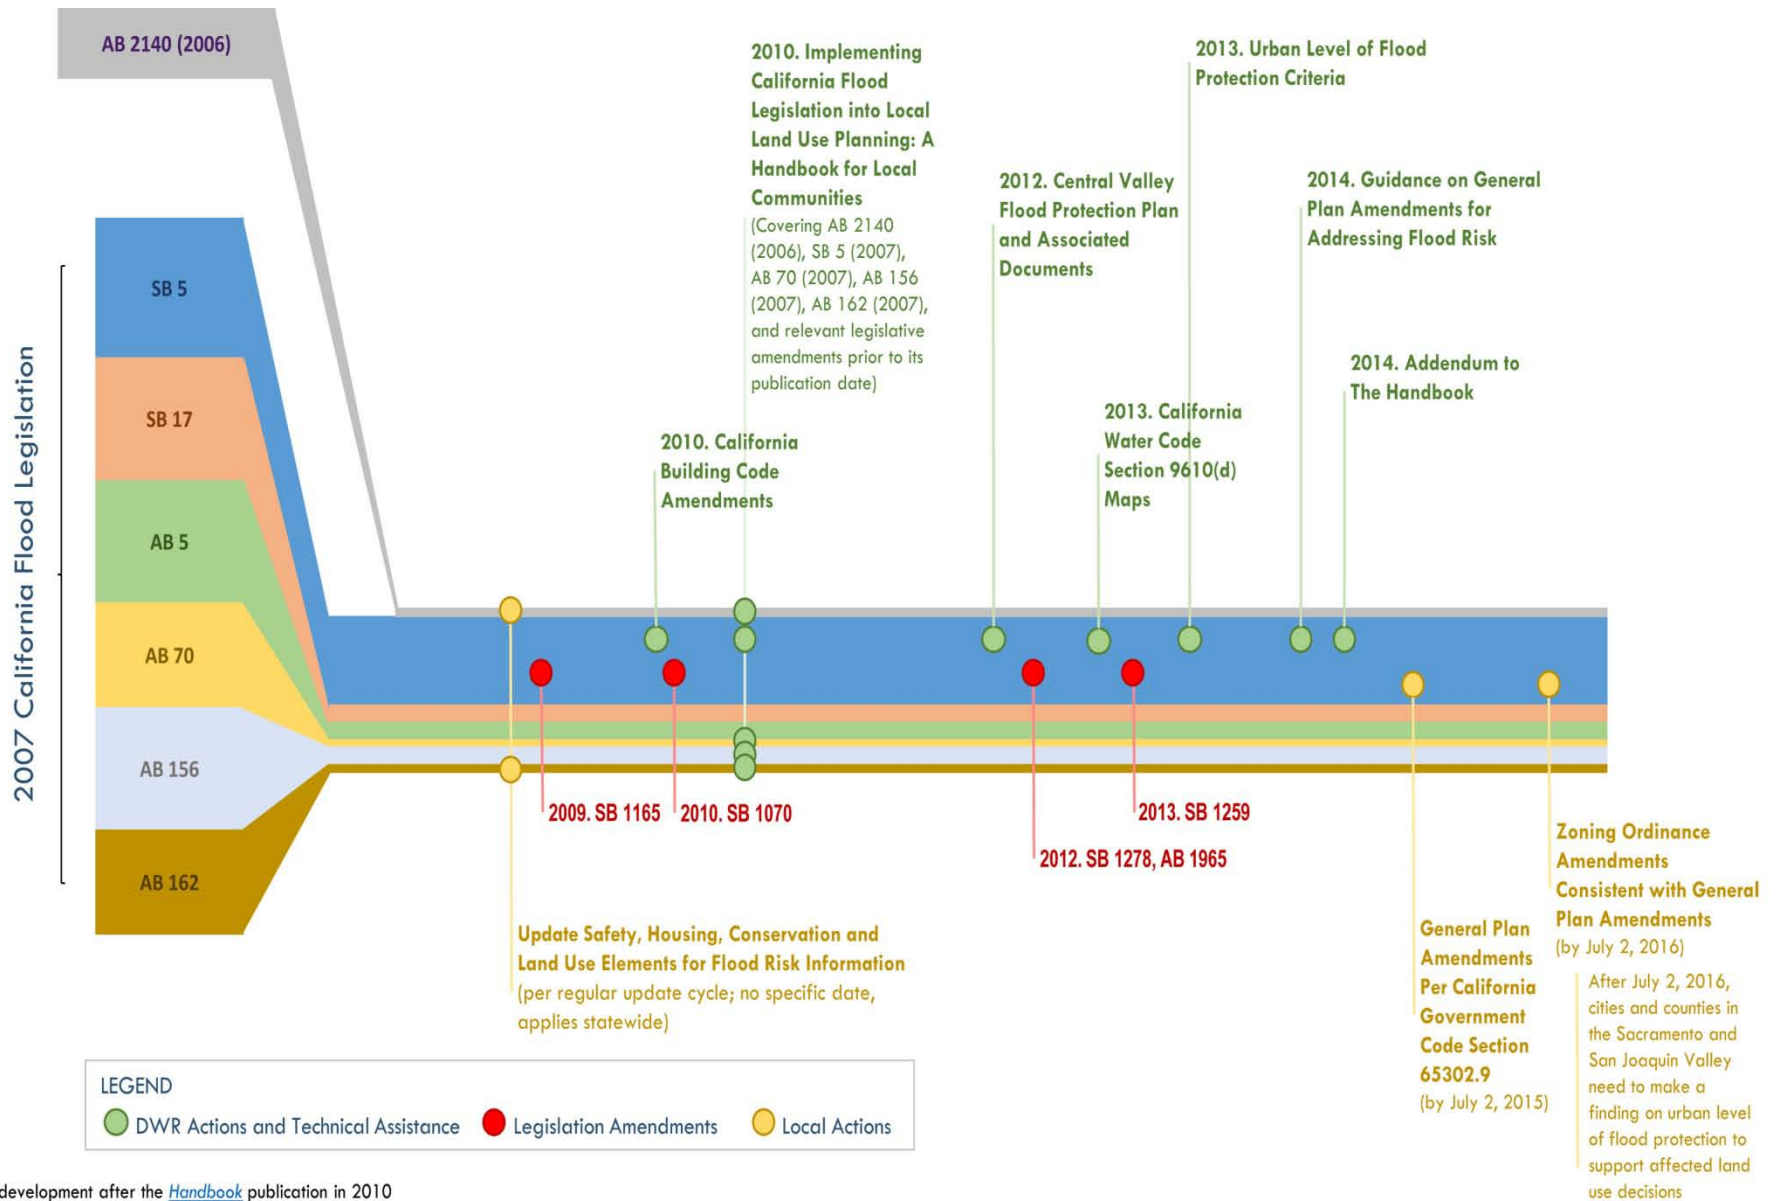 AB 2140 (2006)
2007 California Flood Legislation
SB 5
SB 17
AB 5
AB 70
AB 156
AB 162
2010. California
Building Code
Amendments
2010. Implementing
California Flood
Legislation into Local
Land Use Planning: A
Handbook for Local
Communities
(Covering AB 2140
(2006), SB 5 (2007),
AB 70 (2007), AB 156
(2007), AB 162 (2007),
and relevant legislative
amendments prior to its
publication date)
2012. Central Valley
Flood Protection Plan
and Associated
Documents
2013. California
Water Code
Section 9610(d)
Maps
2013. Urban Level of Flood
Protection Criteria
2014. Guidance on General
Plan Amendments for
Addressing Flood Risk
2014. Addendum to
The Handbook
2009. SB 1165
2010. SB 1070
2012. SB 1278, AB 1965
2013. SB 1259
Update Safety, Housing, Conservation and
Land Use Elements for Flood Risk Information
(per regular update cycle; no specific date,
applies statewide)
General Plan
Amendments
Per California
Government
Code Section
65302.9
(by July 2, 2015)
Zoning Ordinance
Amendments
Consistent with General
Plan Amendments
(by July 2, 2016)
After July 2, 2016,
cities and counties in
the Sacramento and
San Joaquin Valley
need to make a
finding on urban level
of flood protection to
support affected land
use decisions
LEGEND
DWR Actions and Technical Assistance
Legislation Amendments
Local Actions
development after the Handbook publication in 2010